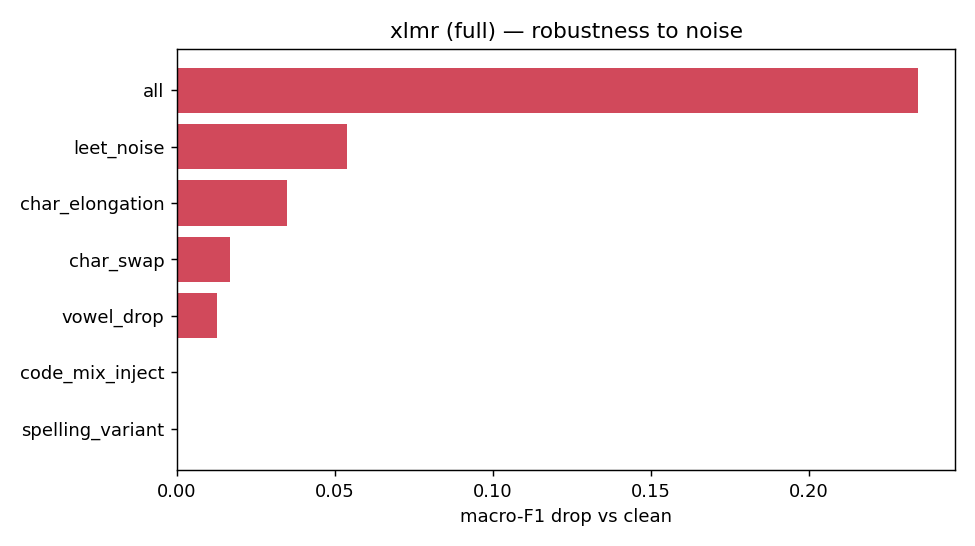 xlmr (full) — robustness to noise
all
leet_noise
char_elongation
char_swap
vowel_drop
code_mix_inject
spelling_variant
0.00 0.05 0.10 0.15 0.20
macro-F1 drop vs clean